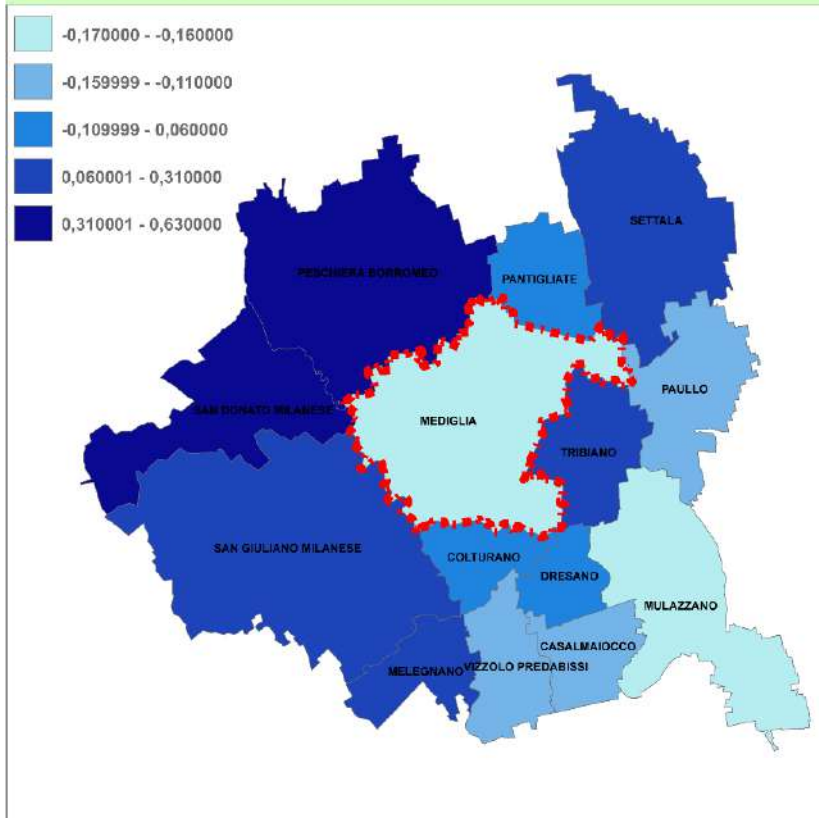 -0,170000 - -0,160000
-0,159999 - -0,110000
-0,109999 - 0,060000
0,060001 - 0,310000
0,310001 - 0,630000
SETTALA
PESCHIERA BORROMEO
PANTIGLIATE
PAULLO
SAN DONATO MILANESE
MEDIGLIA
TRIBIANO
SAN GIULIANO MILANESE
COLTURANO
DRESANO
MULAZZANO
CASALMAIOCCO
MELEGNANO
VIZZOLO PREDABISSI